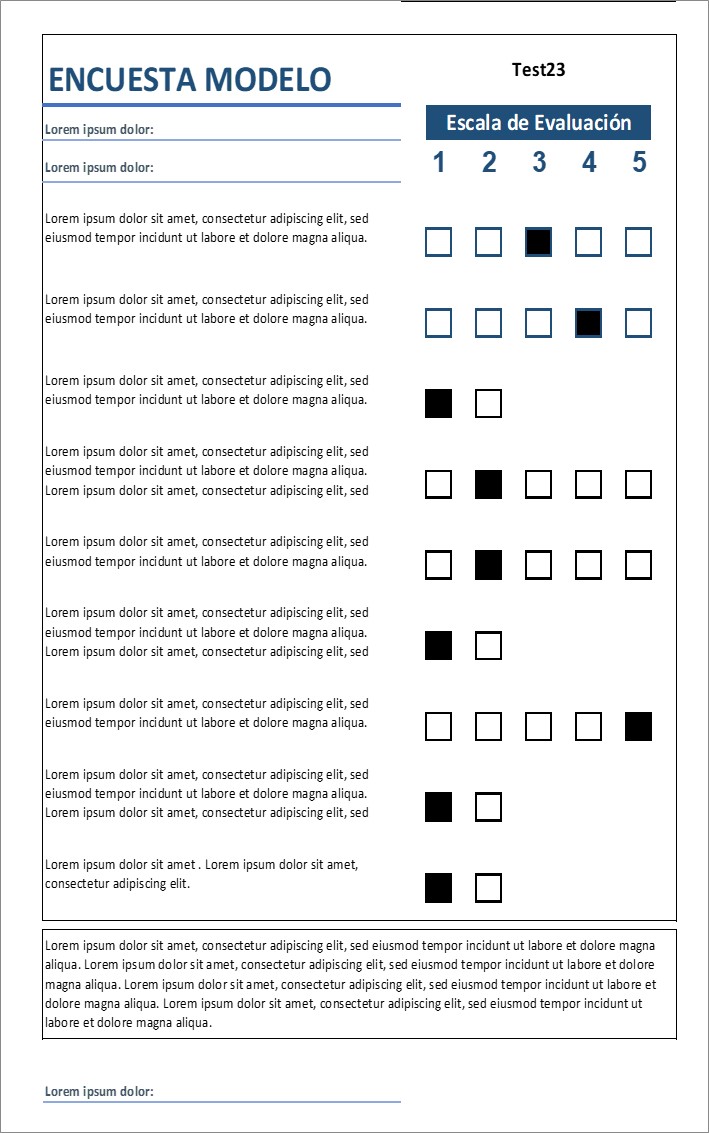 ENCUESTA MODELO
Test23
Lorem ipsum dolor:
Escala de Evaluación
Lorem ipsum dolor:
1 2 3 4 5
Lorem ipsum dolor sit amet, consectetur adipiscing elit, sed
eiusmod tempor incidunt ut labore et dolore magna aliqua.
Lorem ipsum dolor sit amet, consectetur adipiscing elit, sed
eiusmod tempor incidunt ut labore et dolore magna aliqua.
Lorem ipsum dolor sit amet, consectetur adipiscing elit, sed
eiusmod tempor incidunt ut labore et dolore magna aliqua.
Lorem ipsum dolor sit amet, consectetur adipiscing elit, sed
eiusmod tempor incidunt ut labore et dolore magna aliqua.
Lorem ipsum dolor sit amet, consectetur adipiscing elit, sed
Lorem ipsum dolor sit amet, consectetur adipiscing elit, sed
eiusmod tempor incidunt ut labore et dolore magna aliqua.
Lorem ipsum dolor sit amet, consectetur adipiscing elit, sed
eiusmod tempor incidunt ut labore et dolore magna aliqua.
Lorem ipsum dolor sit amet, consectetur adipiscing elit, sed
Lorem ipsum dolor sit amet, consectetur adipiscing elit, sed
eiusmod tempor incidunt ut labore et dolore magna aliqua.
Lorem ipsum dolor sit amet, consectetur adipiscing elit, sed
eiusmod tempor incidunt ut labore et dolore magna aliqua.
Lorem ipsum dolor sit amet, consectetur adipiscing elit, sed
Lorem ipsum dolor sit amet . Lorem ipsum dolor sit amet,
consectetur adipiscing elit.
Lorem ipsum dolor sit amet, consectetur adipiscing elit, sed eiusmod tempor incidunt ut labore et dolore magna
aliqua. Lorem ipsum dolor sit amet, consectetur adipiscing elit, sed eiusmod tempor incidunt ut labore et dolore
magna aliqua. Lorem ipsum dolor sit amet, consectetur adipiscing elit, sed eiusmod tempor incidunt ut labore et
dolore magna aliqua. Lorem ipsum dolor sit amet, consectetur adipiscing elit, sed eiusmod tempor incidunt ut
labore et dolore magna aliqua.
Lorem ipsum dolor: